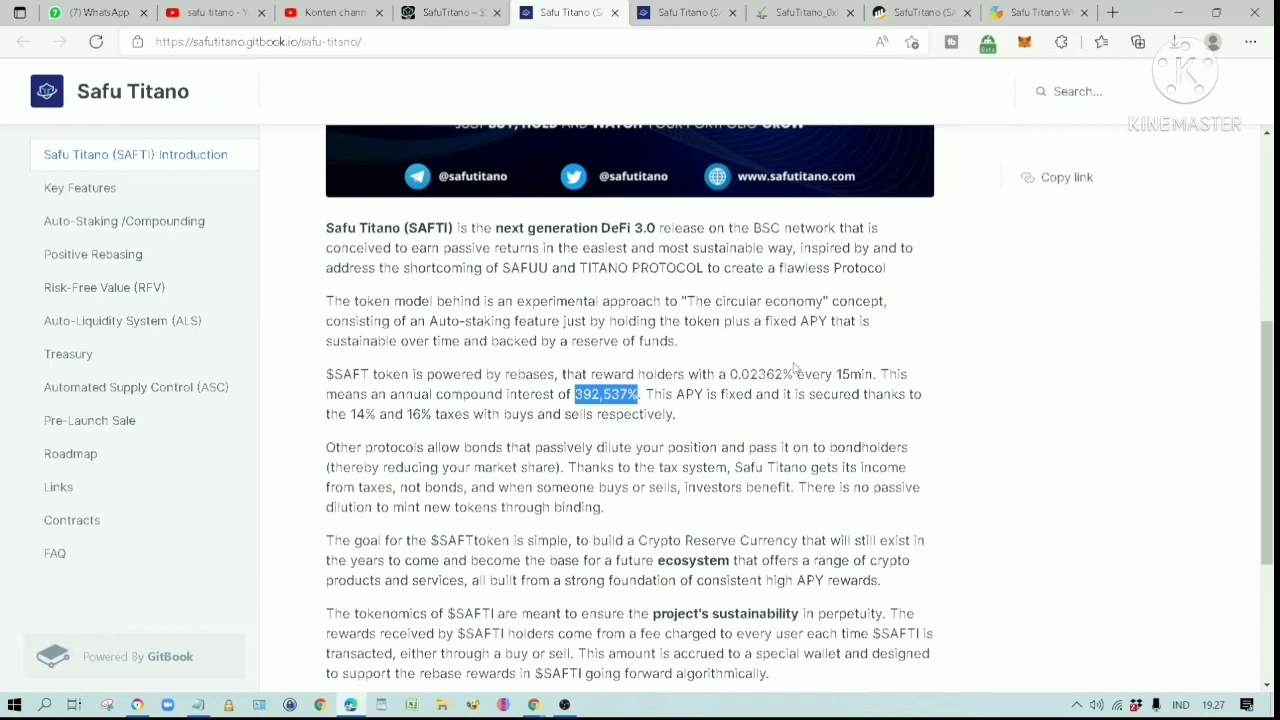 WhatsApp
safu titano -
Konten chann
SafuTitano – $
Safu Titano (SA
Safu Titano (S/
SafuTitano_0x
SafuTitano (SA
Safu Titano W
https://safutitano.gitbook.io/safu-titano/
Safu Titano
Search...
KINEMASTER
Safu Titano (SAFTI) Introduction
Key Features
Auto-Staking /Compounding
Positive Rebasing
Risk-Free Value (RFV)
Auto-Liquidity System (ALS)
Treasury
Automated Supply Control (ASC)
Pre-Launch Sale
Roadmap
Links
Contracts
FAQ
Powered By GitBook
JUST BUY, HOLD AND WATCH YOUR PORTFOLIO GROW
@safutitano
@safutitano
www.safutitano.com
Copy link
Safu Titano (SAFTI) is the next generation DeFi 3.0 release on the BSC network that is
conceived to earn passive returns in the easiest and most sustainable way, inspired by and to
address the shortcoming of SAFUU and TITANO PROTOCOL to create a flawless Protocol
The token model behind is an experimental approach to "The circular economy" concept,
consisting of an Auto-staking feature just by holding the token plus a fixed APY that is
sustainable over time and backed by a reserve of funds.
$SAFT token is powered by rebases, that reward holders with a 0.02362% every 15min. This
means an annual compound interest of 392,537%. This APY is fixed and it is secured thanks to
the 14% and 16% taxes with buys and sells respectively.
Other protocols allow bonds that passively dilute your position and pass it on to bondholders
(thereby reducing your market share). Thanks to the tax system, Safu Titano gets its income
from taxes, not bonds, and when someone buys or sells, investors benefit. There is no passive
dilution to mint new tokens through binding.
The goal for the $SAFTtoken is simple, to build a Crypto Reserve Currency that will still exist in
the years to come and become the base for a future ecosystem that offers a range of crypto
products and services, all built from a strong foundation of consistent high APY rewards.
The tokenomics of $SAFTI are meant to ensure the project's sustainability in perpetuity. The
rewards received by $SAFTI holders come from a fee charged to every user each time $SAFTI is
transacted, either through a buy or sell. This amount is accrued to a special wallet and designed
to support the rebase rewards in $SAFTI going forward algorithmically.
IND
19.27